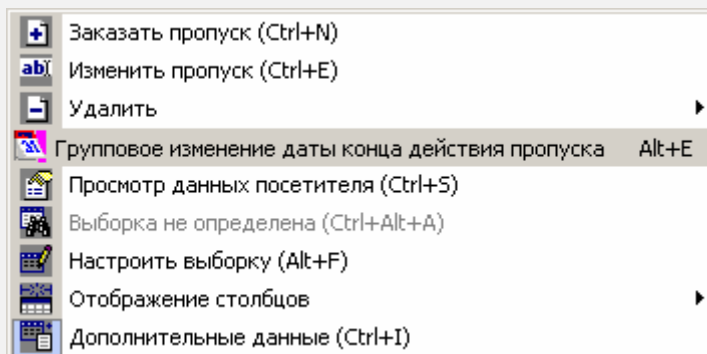 Заказать пропуск (Ctrl+N)
abI Изменить пропуск (Ctrl+E)
Удалить
Групповое изменение даты конца действия пропуска Alt+E
Просмотр данных посетителя (Ctrl+S)
Выборка не определена (Ctrl+Alt+A)
Настроить выборку (Alt+F)
Отображение столбцов
Дополнительные данные (Ctrl+I)